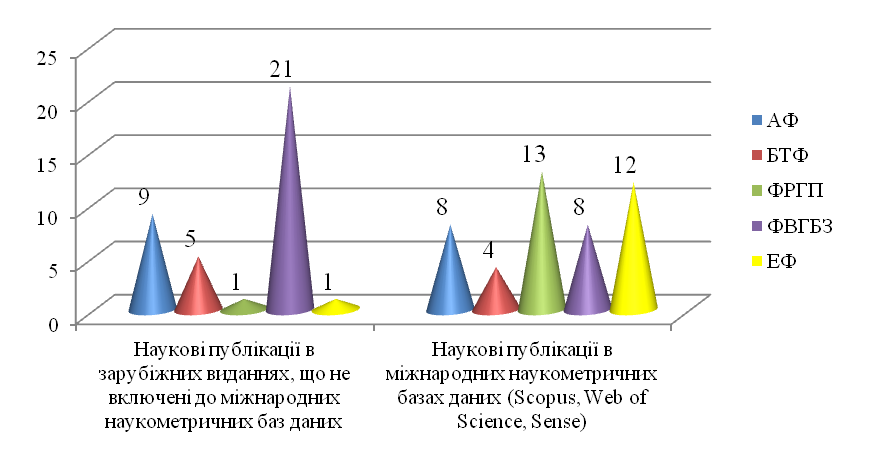 25
20
15
10
5
0
9
5
1
21
1
8
4
13
8
12
Наукові публікації в
зарубіжних виданнях, що не
включені до міжнародних
наукометричних баз даних
Наукові публікації в
міжнародних наукометричних
базах даних (Scopus, Web of
Science, Sense)
АФ
БТФ
ФРГП
ФВГБЗ
ЕФ